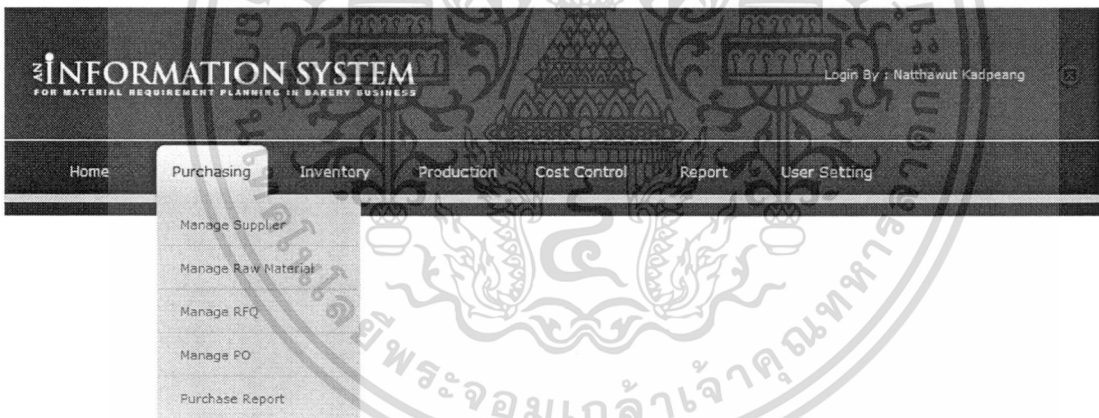 AN INFORMATION SYSTEM
FOR MATERIAL REQUIREMENT PLANNING IN BAKERY BUSINESS
Login By : Natthawut Kadpeang
Home Purchasing Inventory Production Cost Control Report User Setting
Manage Supplier
Manage Raw Material
Manage RFQ
Manage PO
Purchase Report